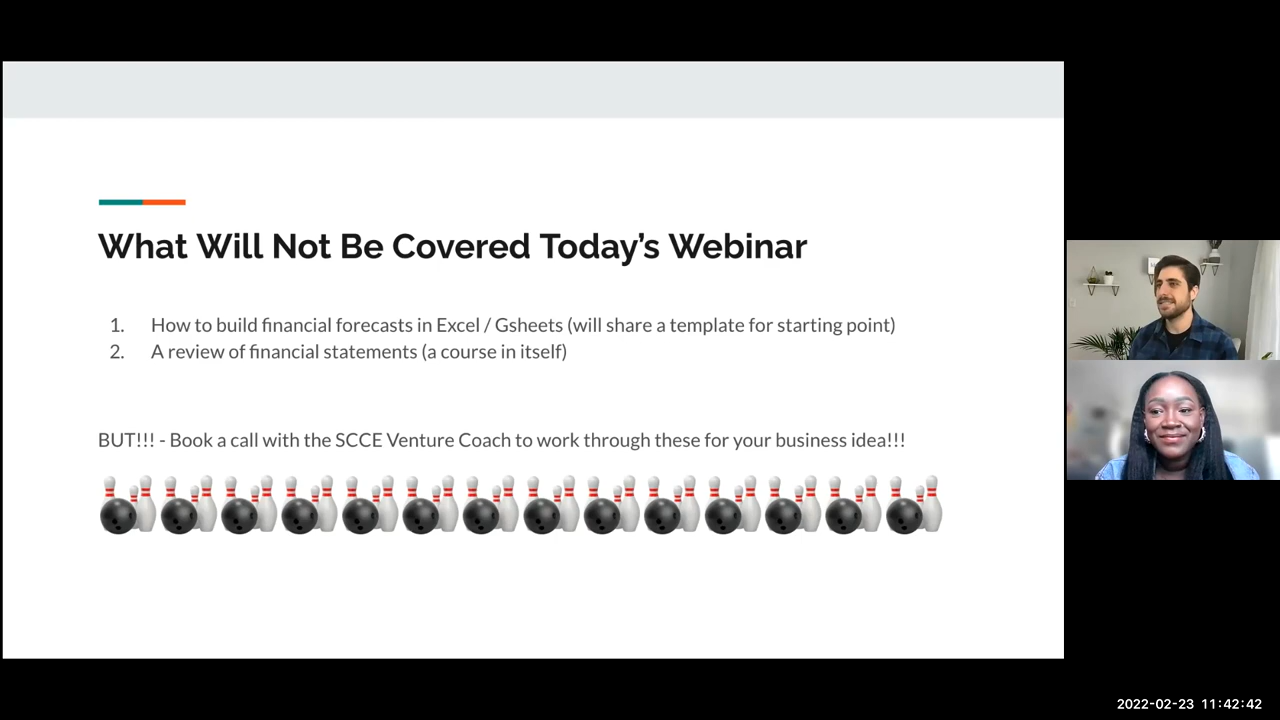 What Will Not Be Covered Today’s Webinar
1. How to build financial forecasts in Excel / Gsheets (will share a template for starting point)
2. A review of financial statements (a course in itself)
BUT!!! - Book a call with the SCCE Venture Coach to work through these for your business idea!!!
2022-02-23 11:42:42